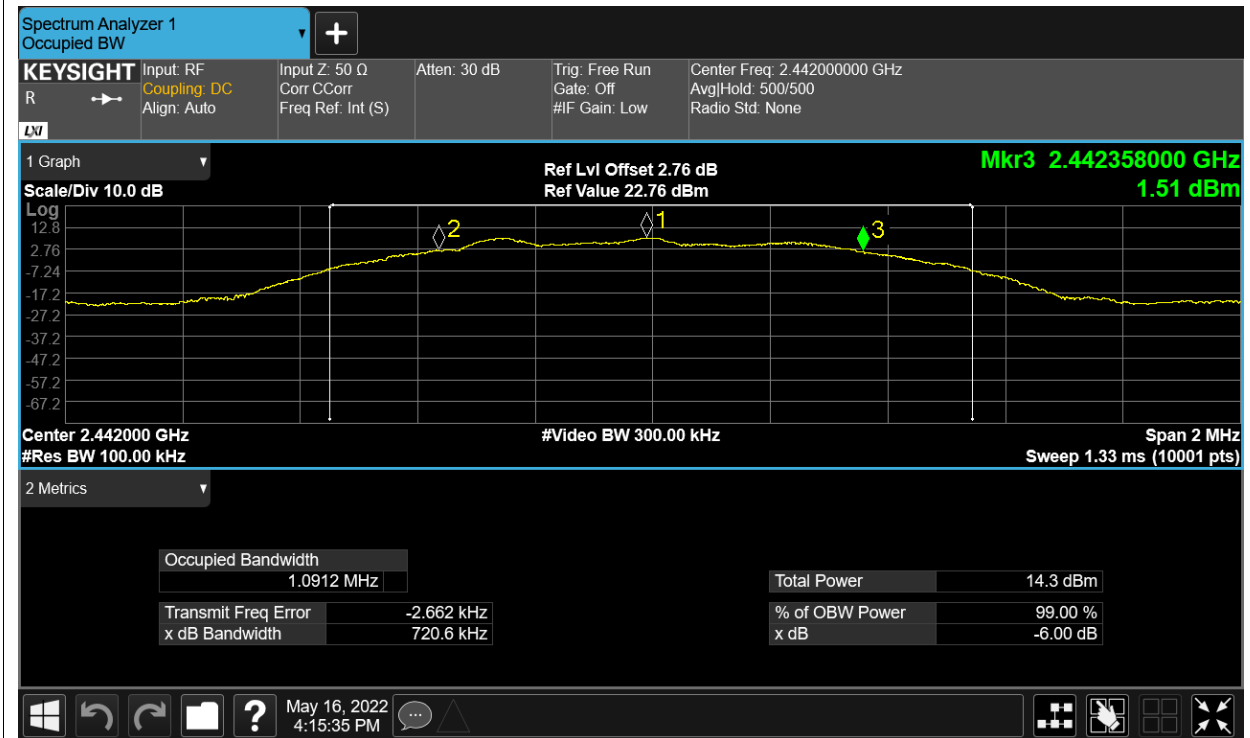 Spectrum Analyzer 1
Occupied BW
+
KEYSIGHT
R
LXI
Input: RF
Coupling: DC
Align: Auto
Input Z: 50 Ω
Corr CCorr
Freq Ref: Int (S)
Atten: 30 dB
Trig: Free Run
Gate: Off
#IF Gain: Low
Center Freq: 2.442000000 GHz
Avg|Hold: 500/500
Radio Std: None
1 Graph
Scale/Div 10.0 dB
Ref Lvl Offset 2.76 dB
Ref Value 22.76 dBm
Mkr3 2.442358000 GHz
1.51 dBm
Log
12.8
2.76
-7.24
-17.2
-27.2
-37.2
-47.2
-57.2
-67.2
2
1
3
Center 2.442000 GHz
#Video BW 300.00 kHz
Span 2 MHz
#Res BW 100.00 kHz
Sweep 1.33 ms (10001 pts)
2 Metrics
Occupied Bandwidth
1.0912 MHz
Total Power 14.3 dBm
Transmit Freq Error -2.662 kHz
% of OBW Power 99.00 %
x dB Bandwidth 720.6 kHz
x dB -6.00 dB
?
May 16, 2022
4:15:35 PM